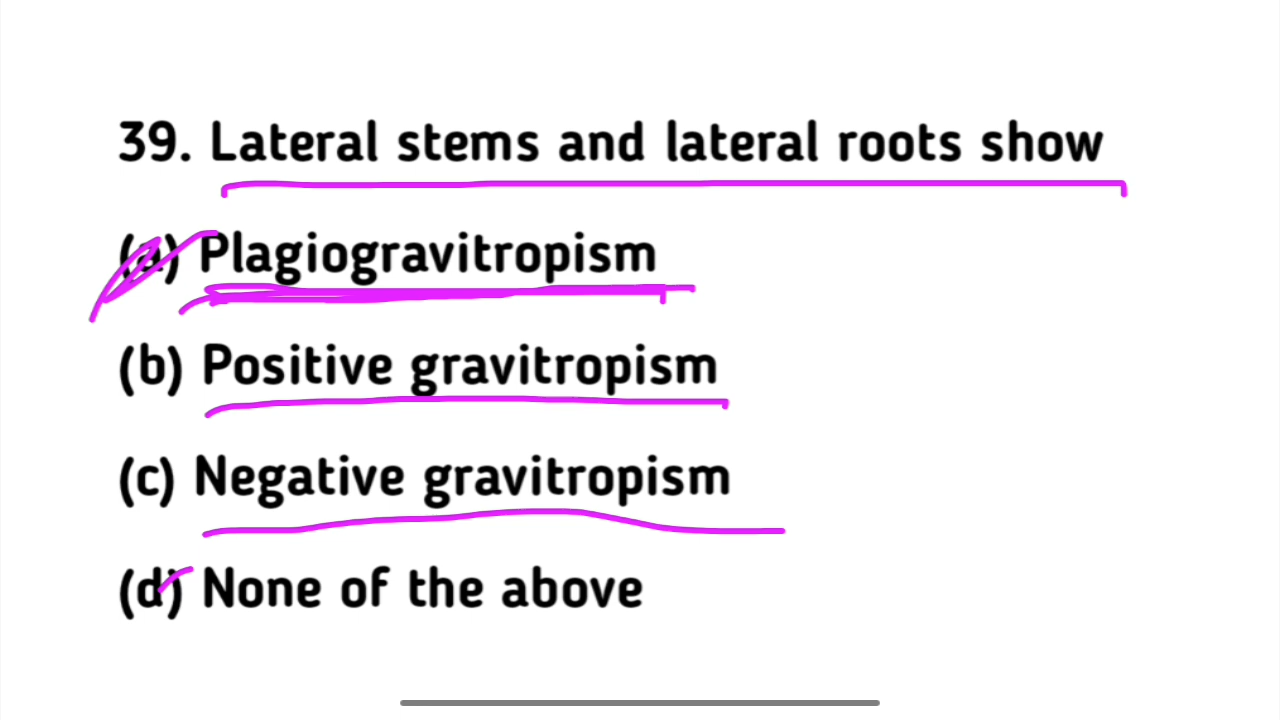 39. Lateral stems and lateral roots show
(a) Plagiogravitropism
(b) Positive gravitropism
(c) Negative gravitropism
(d) None of the above